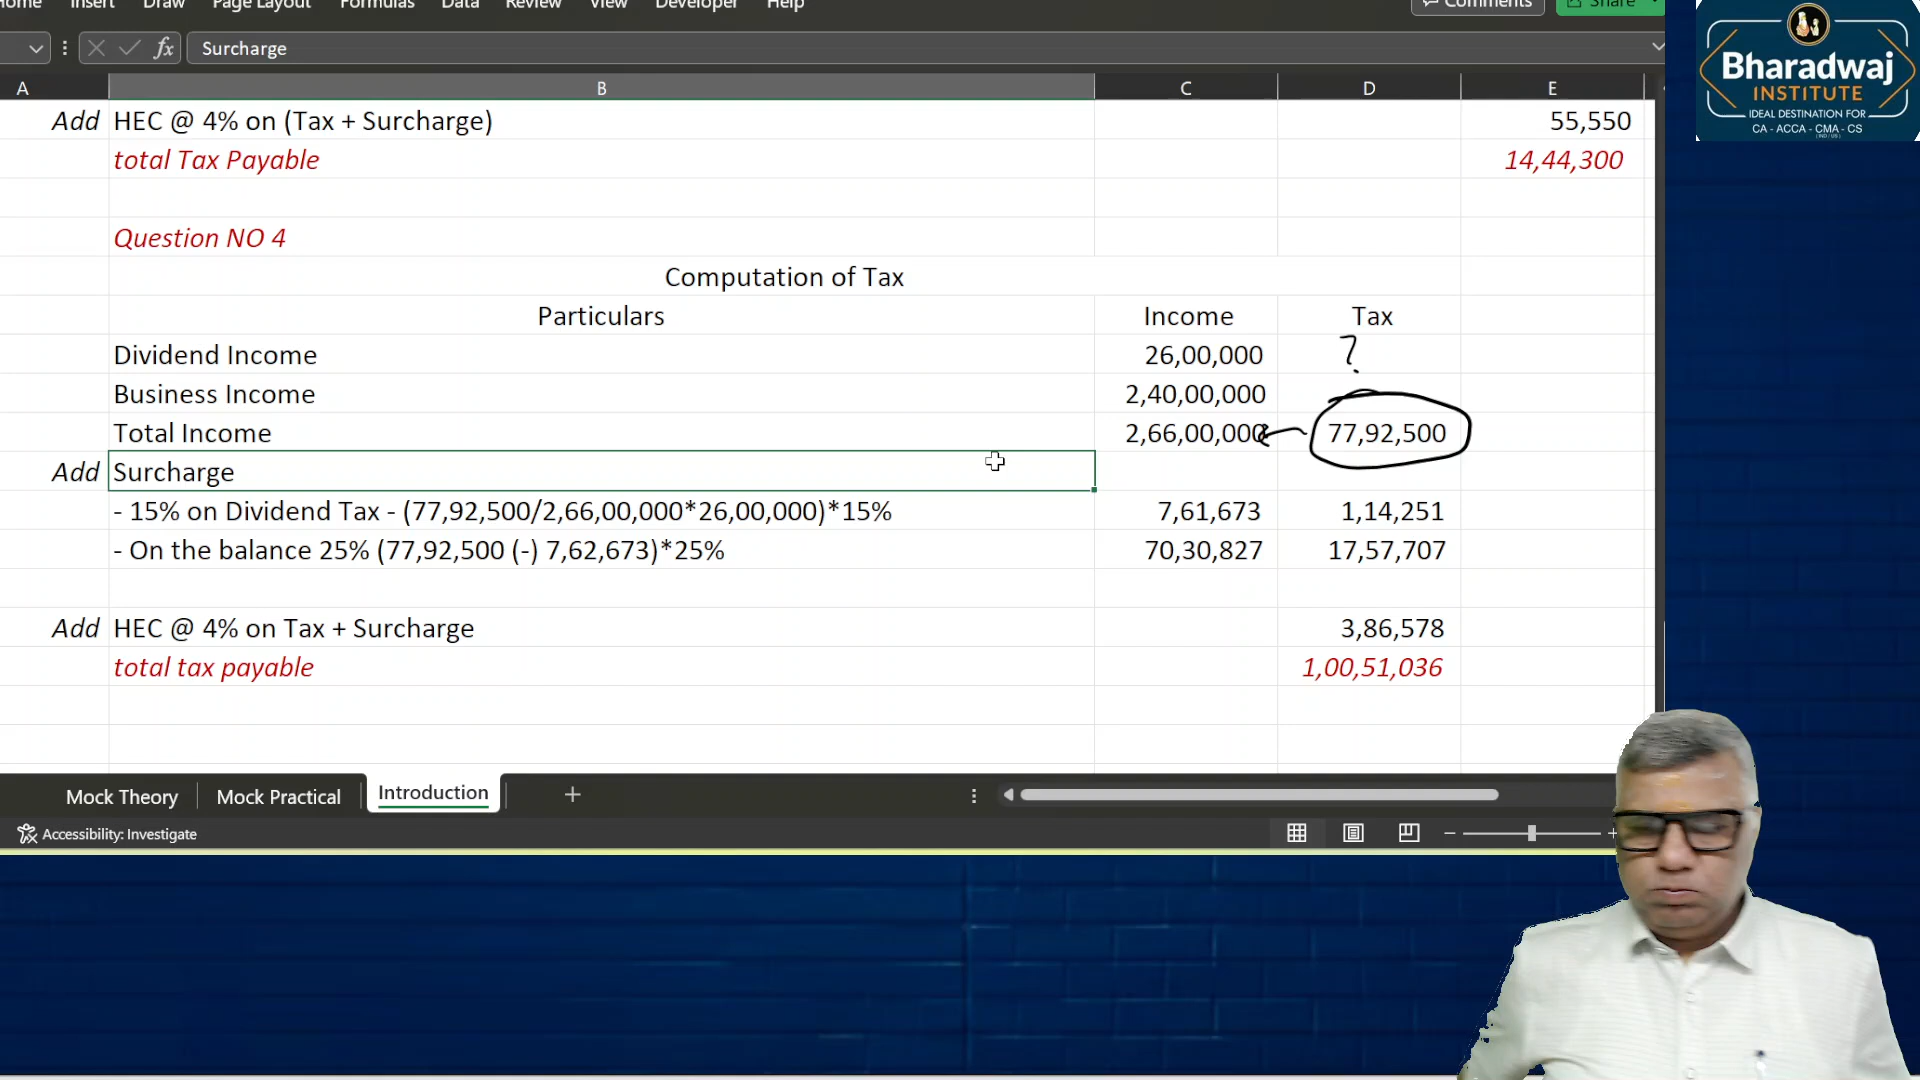 Home Insert Draw Page Layout Formulas Data Review View Developer Help Comments Share
fx Surcharge
A B C D E
Add HEC @ 4% on (Tax + Surcharge) 55,550
total Tax Payable 14,44,300
Question NO 4
Computation of Tax
Particulars Income Tax
Dividend Income 26,00,000 ?
Business Income 2,40,00,000
Total Income 2,66,00,000 77,92,500
Add Surcharge
- 15% on Dividend Tax - (77,92,500/2,66,00,000*26,00,000)*15% 7,61,673 1,14,251
- On the balance 25% (77,92,500 (-) 7,62,673)*25% 70,30,827 17,57,707
Add HEC @ 4% on Tax + Surcharge 3,86,578
total tax payable 1,00,51,036
Mock Theory Mock Practical Introduction
Accessibility: Investigate
Bharadwaj
INSTITUTE
IDEAL DESTINATION FOR
CA - ACCA - CMA - CS